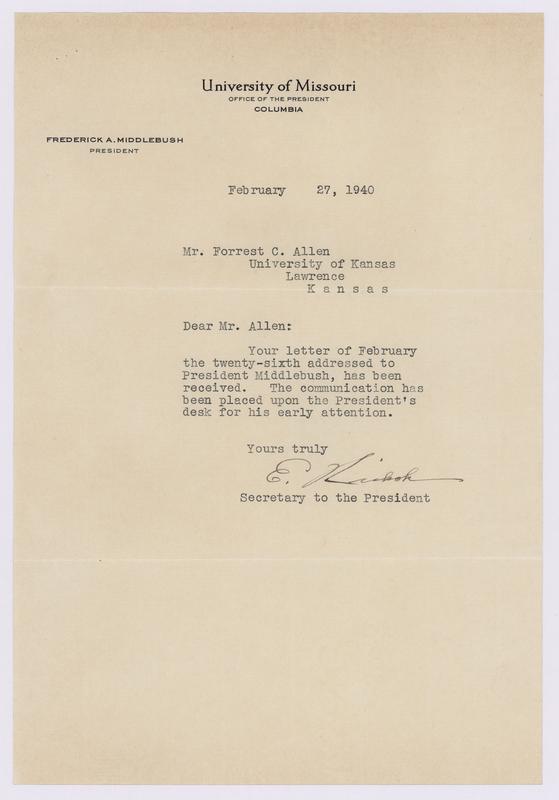 University of Missouri
OFFICE OF THE PRESIDENT
COLUMBIA
FREDERICK A. MIDDLEBUSH
PRESIDENT
February 27, 1940
Mr. Forrest C. Allen
University of Kansas
Lawrence
K a n s a s
Dear Mr. Allen:
Your letter of February
the twenty-sixth addressed to
President Middlebush, has been
received. The communication has
been placed upon the President's
desk for his early attention.
Yours truly
E.
Secretary to the President